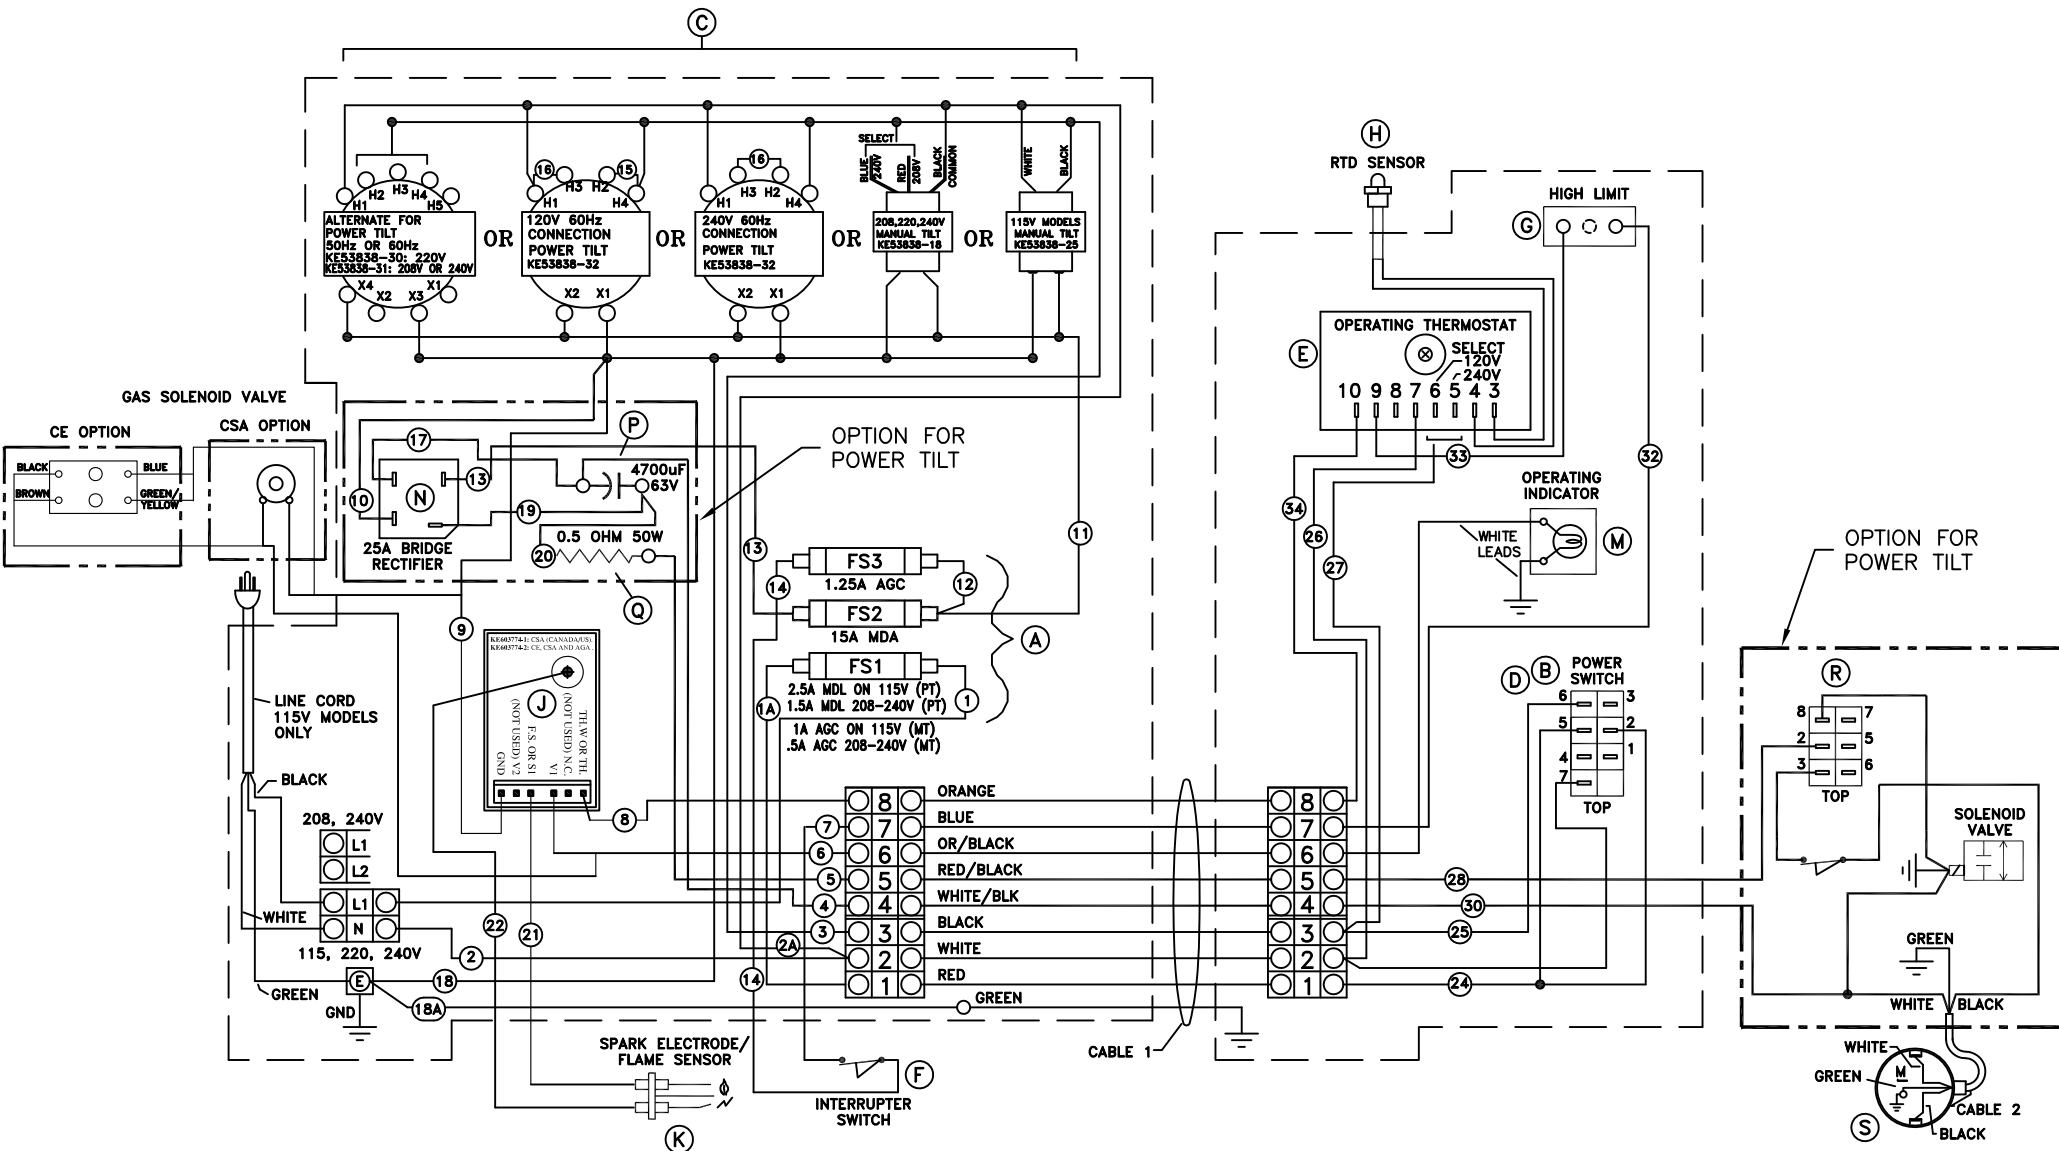 C
H1
H2
H3
H4
H5
ALTERNATE FOR
POWER TILT
50Hz OR 60Hz
KE53838-30: 220V
KE53838-31: 208V OR 240V
X4
X2
X3
X1
OR
16
15
H1
H3
H2
H4
120V 60Hz
CONNECTION
POWER TILT
KE53838-32
X2
X1
OR
16
H1
H3
H2
H4
240V 60Hz
CONNECTION
POWER TILT
KE53838-32
X2
X1
OR
SELECT
BLUE
240V
RED
208V
BLACK
COMMON
208,220,240V
MANUAL TILT
KE53838-18
OR
WHITE
BLACK
115V MODELS
MANUAL TILT
KE53838-25
H
RTD SENSOR
HIGH LIMIT
G
E
OPERATING THERMOSTAT
SELECT
120V
240V
10 9 8 7 6 5 4 3
33
32
34
26
27
OPERATING
INDICATOR
WHITE
LEADS
M
GAS SOLENOID VALVE
CE OPTION
CSA OPTION
BLACK
BROWN
BLUE
GREEN/
YELLOW
17
P
4700uF
63V
13
10
N
19
0.5 OHM 50W
20
25A BRIDGE
RECTIFIER
Q
OPTION FOR
POWER TILT
13
11
14
FS3
1.25A AGC
12
FS2
15A MDA
A
FS1
2.5A MDL ON 115V (PT)
1.5A MDL 208-240V (PT)
1A AGC ON 115V (MT)
.5A AGC 208-240V (MT)
1A
1
9
KE603774-1: CSA (CANADA/US).
KE603774-2: CE, CSA AND AGA .
J
TH.W OR TH.
(NOT USED) N.C.
V1
F.S. OR S1
(NOT USED) V2
GND
LINE CORD
115V MODELS
ONLY
BLACK
208, 240V
L1
L2
L1
N
WHITE
115, 220, 240V
E
GND
GREEN
2
18
18A
22
21
8
7
6
5
4
3
2A
14
8
7
6
5
4
3
2
1
ORANGE
BLUE
OR/BLACK
RED/BLACK
WHITE/BLK
BLACK
WHITE
RED
GREEN
CABLE 1
8
7
6
5
4
3
2
1
28
30
25
24
D
B
POWER
SWITCH
6
3
5
2
4
1
7
TOP
OPTION FOR
POWER TILT
R
8
7
2
5
3
6
TOP
SOLENOID
VALVE
GREEN
WHITE
BLACK
WHITE
GREEN
M
CABLE 2
BLACK
S
SPARK ELECTRODE/
FLAME SENSOR
K
F
INTERRUPTER
SWITCH